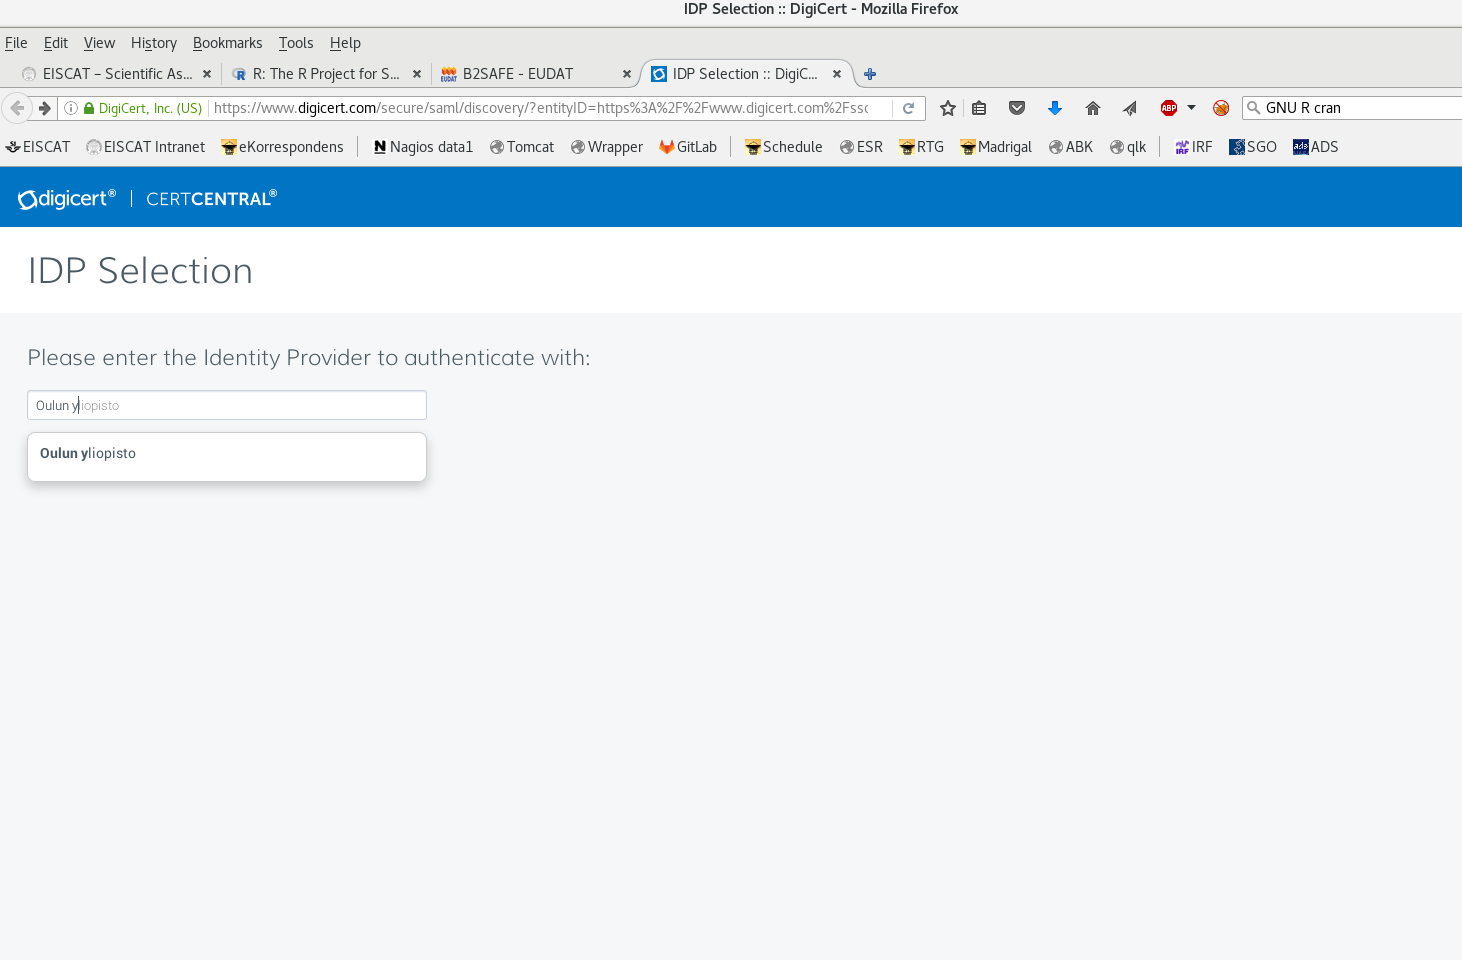 IDP Selection :: DigiCert - Mozilla Firefox
File Edit View History Bookmarks Tools Help
EISCAT – Scientific As... R: The R Project for S... EUDAT B2SAFE - EUDAT IDP Selection :: DigiC...
DigiCert, Inc. (US) https://www.digicert.com/secure/saml/discovery/?entityID=https%3A%2F%2Fwww.digicert.com%2Fssc ABP GNU R cran
EISCAT EISCAT Intranet eKorrespondens N Nagios data1 Tomcat Wrapper GitLab Schedule ESR RTG Madrigal ABK qlk IRF IRF SGO ads ADS
digicert® | CERTCENTRAL®
IDP Selection
Please enter the Identity Provider to authenticate with:
Oulun yliopisto
Oulun yliopisto